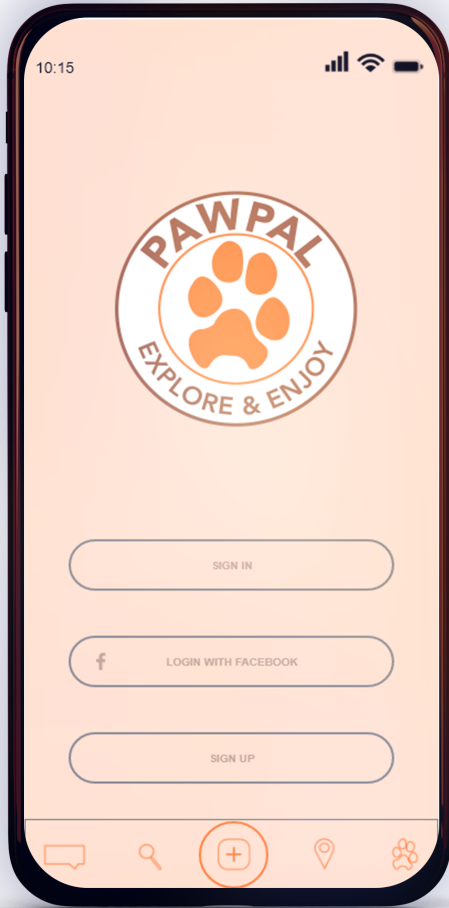 10:15
PAWPAL
EXPLORE & ENJOY
SIGN IN
LOGIN WITH FACEBOOK
SIGN UP